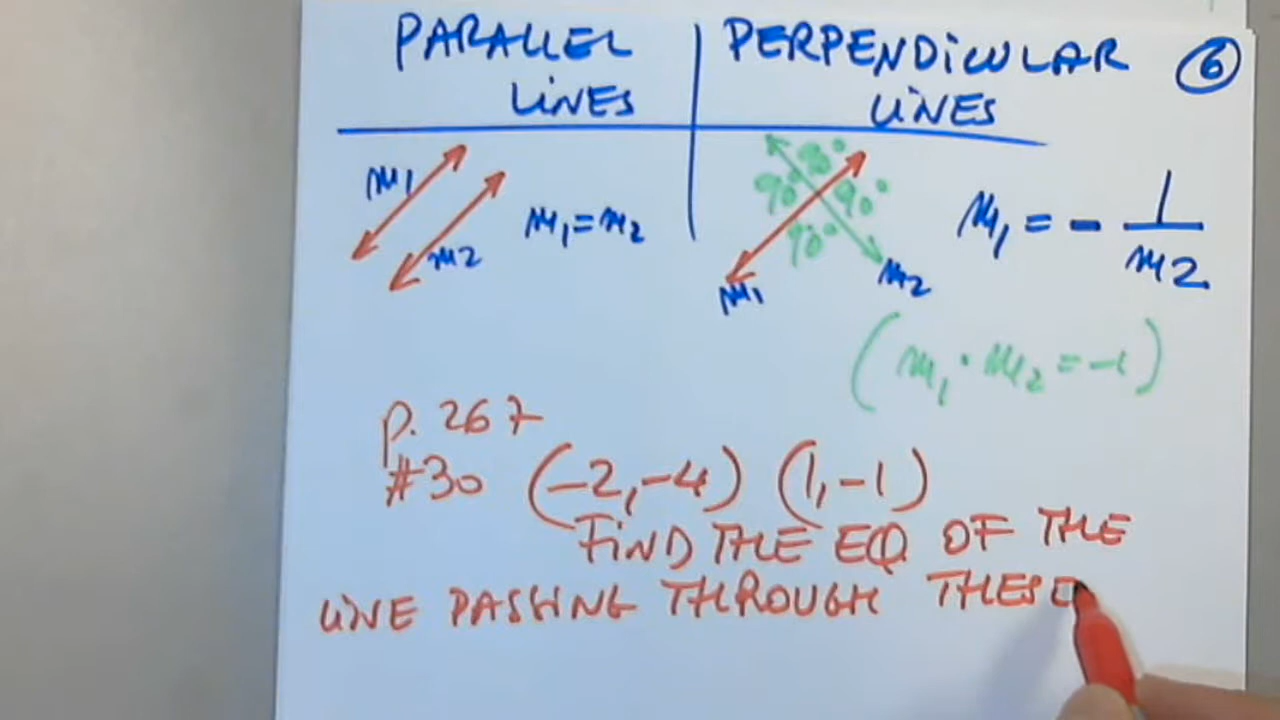 PARALLEL
LINES
PERPENDICULAR
LINES
6
m1
m2
m1=m2
90° 90°
90°
90°
m1
m2
m1 = - 1/m2
(m1 · m2 = -1)
p. 267
#30 (-2,-4) (1,-1)
FIND THE EQ. OF THE
LINE PASSING THROUGH THESE